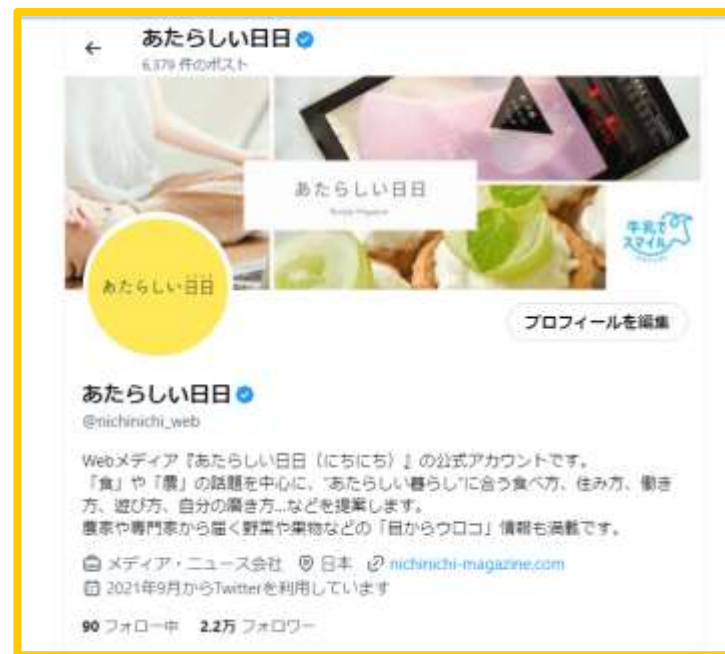 ←
あたらしい日日
6,379 件のポスト
あたらしい日日
牛乳で
スマイル
あたらしい日日
プロフィールを編集
あたらしい日日
@nichinichi_web
Webメディア『あたらしい日日（にちにち）』の公式アカウントです。
「食」や「農」の話題を中心に、"あたらしい暮らし"に合う食べ方、住み方、働き
方、遊び方、自分の磨き方…などを提案します。
農家や専門家から届く野菜や果物などの「目からウロコ」情報も満載です。
メディア・ニュース会社 日本 nichinichi-magazine.com
2021年9月からTwitterを利用しています
90 フォロー中 2.2万 フォロワー